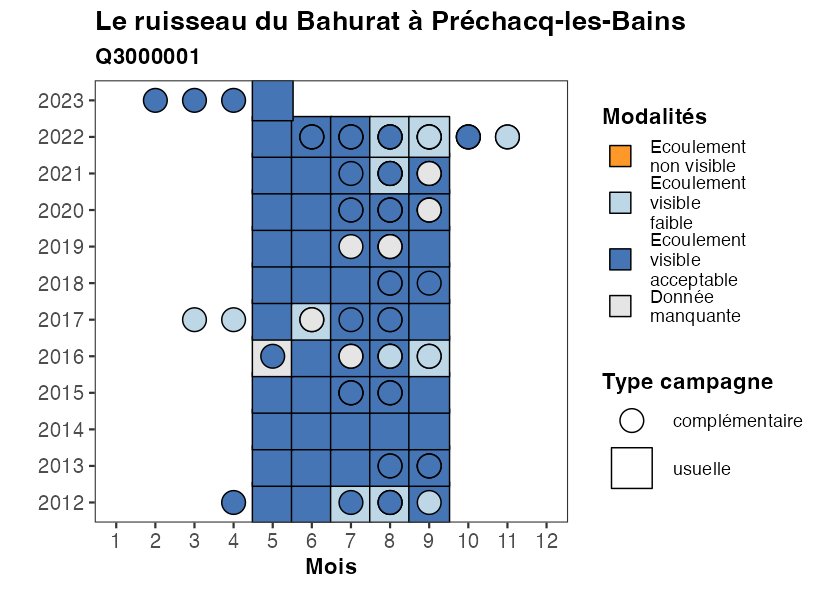 Le ruisseau du Bahurat à Préchacq-les-Bains
Q3000001
2023
2022
2021
2020
2019
2018
2017
2016
2015
2014
2013
2012
1 2 3 4 5 6 7 8 9 10 11 12
Mois
Modalités
Ecoulement
non visible
Ecoulement
visible
faible
Ecoulement
visible
acceptable
Donnée
manquante
Type campagne
complémentaire
usuelle